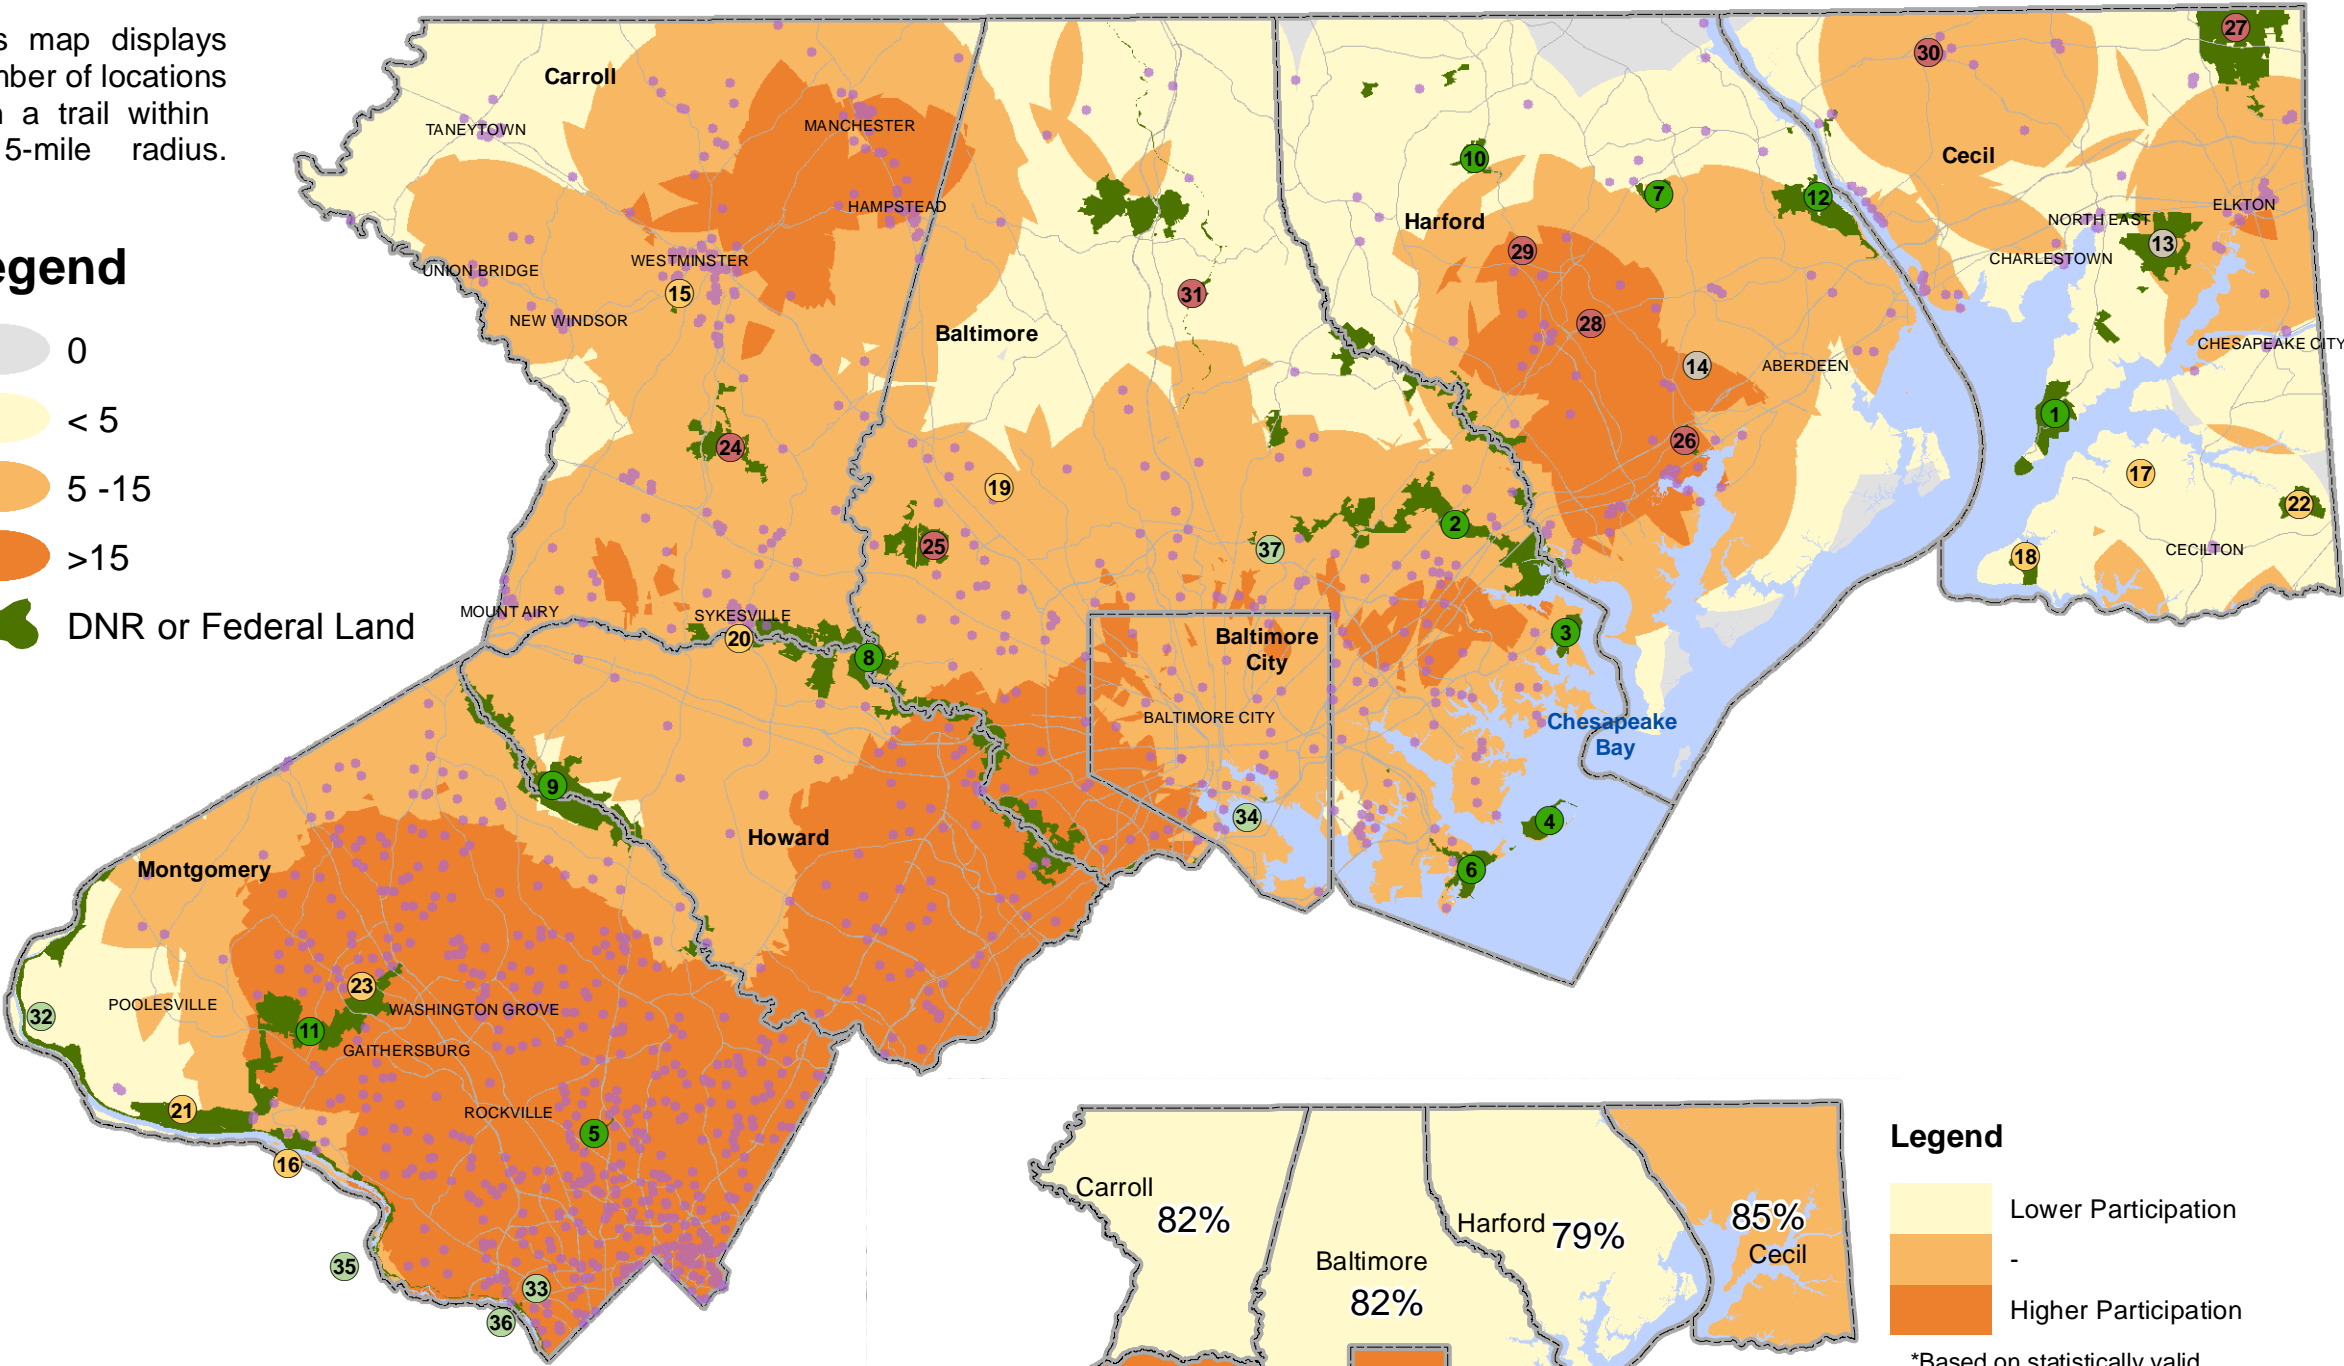 map displays
of locations
a trail within
5-mile radius.
0
< 5
5 -15
>15
DNR or Federal Land
Carroll
TANEYTOWN
MANCHESTER
HAMPSTEAD
UNION BRIDGE
WESTMINSTER
15
NEW WINDSOR
24
MOUNT AIRY
SYKESVILLE
20
8
Baltimore
31
19
25
37
2
Baltimore
City
BALTIMORE CITY
34
3
4
6
Chesapeake
Bay
Harford
10
7
12
29
28
14
26
ABERDEEN
Cecil
30
27
NORTH EAST
ELKTON
13
CHARLESTOWN
CHESAPEAKE CITY
1
17
22
18
CECILTON
Howard
9
Montgomery
POOLESVILLE
32
23
WASHINGTON GROVE
11
GAITHERSBURG
21
ROCKVILLE
5
16
35
33
36
Carroll
82%
Baltimore
82%
Harford 79%
85%
Cecil
Legend
Lower Participation
-
Higher Participation
*Based on statistically valid